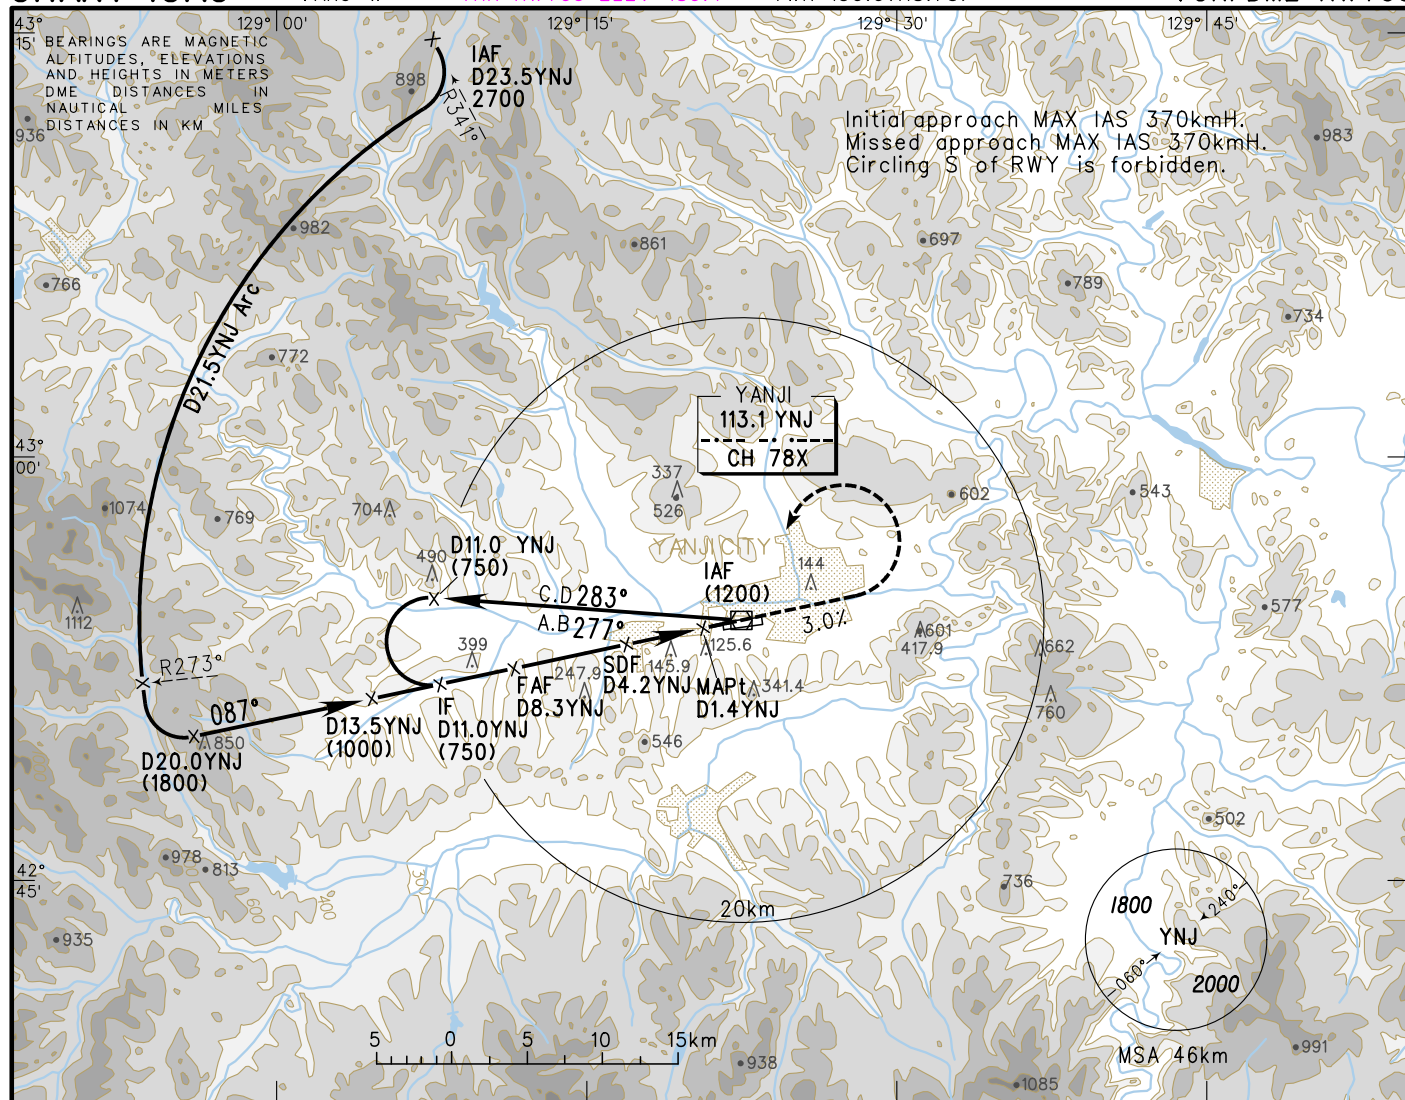 129° 00'
129° 15'
129° 30'
129° 45'
43°
15'
BEARINGS ARE MAGNETIC
ALTITUDES, ELEVATIONS
AND HEIGHTS IN METERS
DME DISTANCES IN
NAUTICAL MILES
DISTANCES IN KM
936
898
IAF
D23.5YNJ
2700
R341°
Initial approach MAX IAS 370kmH.
Missed approach MAX IAS 370kmH.
Circling S of RWY is forbidden.
983
982
861
697
766
789
734
D21.5YNJ Arc
772
YANJI
113.1 YNJ
CH 78X
43°
00'
1074
769
704
337
526
602
543
YANJI CITY
490
D11.0 YNJ
(750)
IAF
(1200)
144
C.D 283°
A.B 277°
3.0%
1112
577
601
417.9
662
399
125.6
R273°
247.9
145.9
SDF
D4.2YNJ
MAPt
D1.4YNJ
341.4
FAF
D8.3YNJ
IF
D11.0YNJ
(750)
087°
D13.5YNJ
(1000)
760
850
546
D20.0YNJ
(1800)
502
978
813
42°
45'
300
600
400
736
20km
935
1800
240°
YNJ
060°
2000
5 0 5 10 15km
MSA 46km
938
991
1085